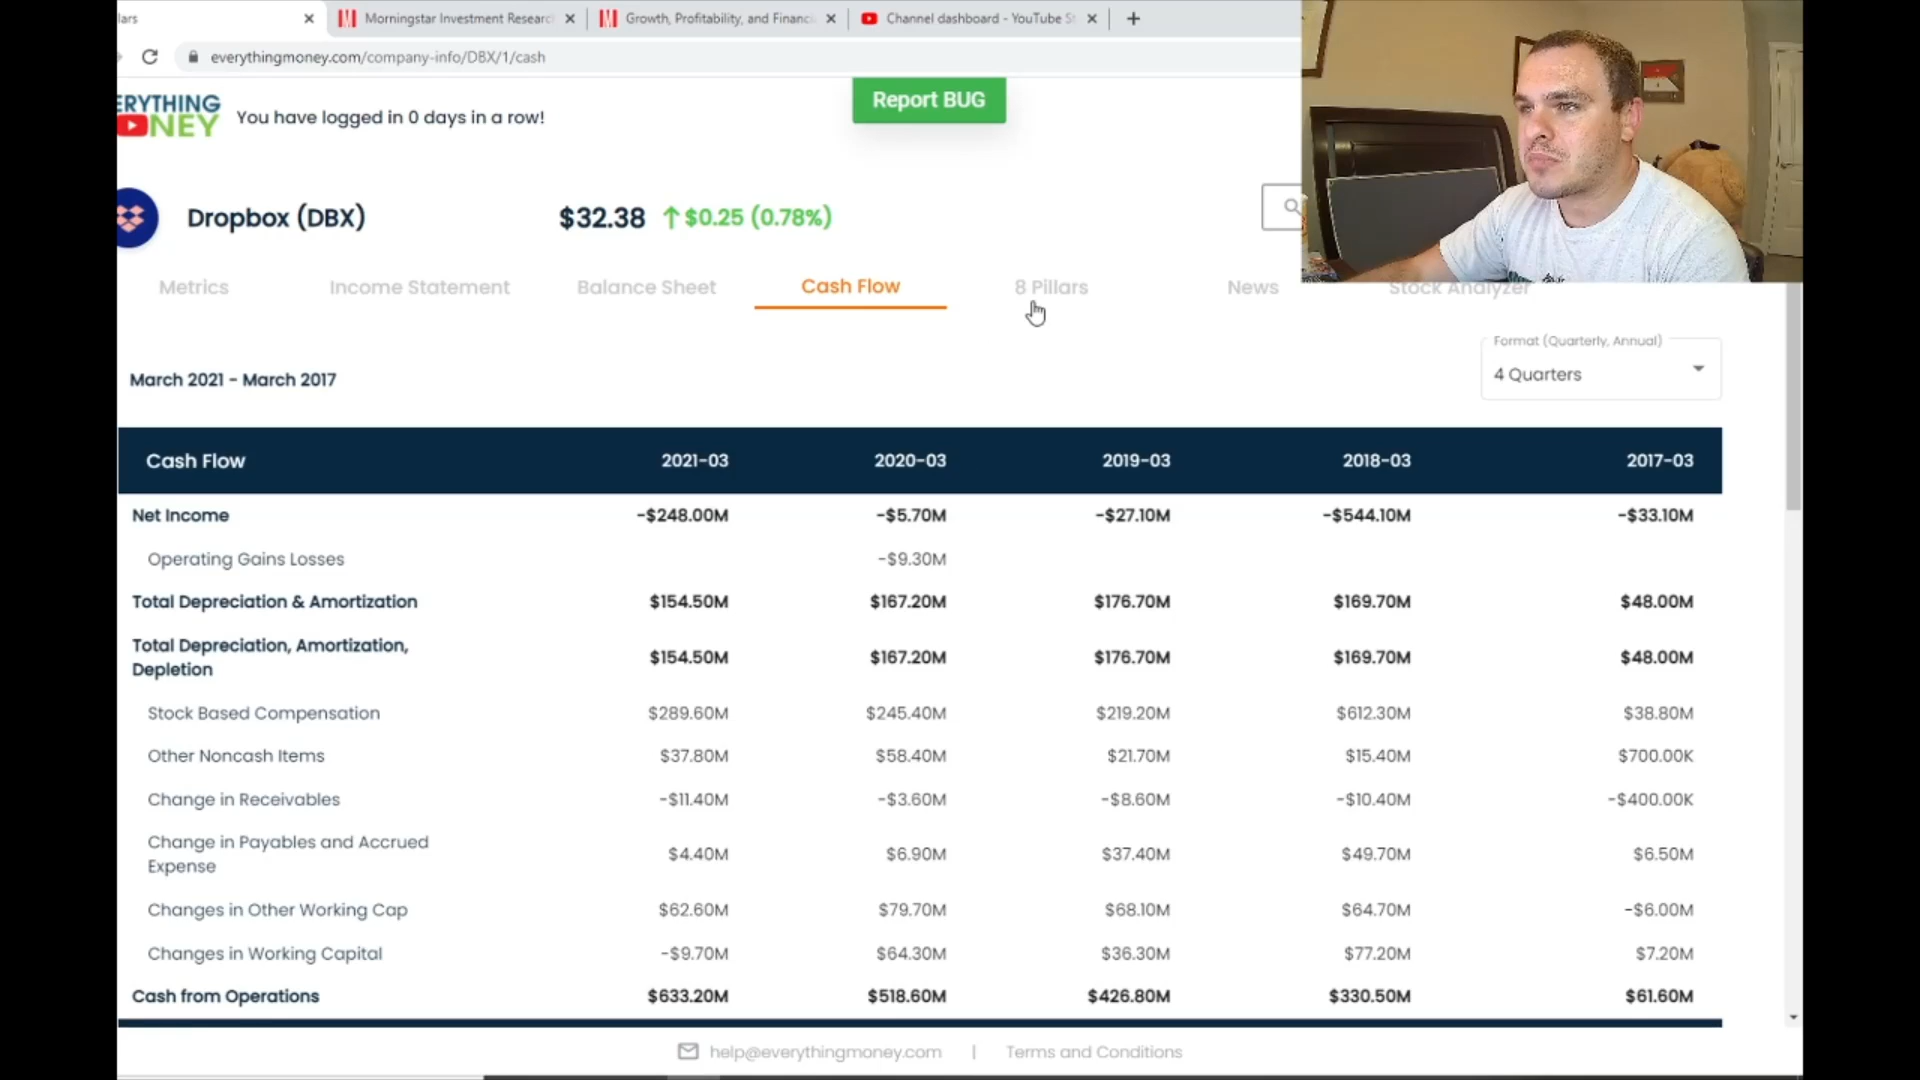 lars
Morningstar Investment Researc
Growth, Profitability, and Financi
Channel dashboard - YouTube St
everythingmoney.com/company-info/DBX/1/cash
Report BUG
ERYTHING
NEY
You have logged in 0 days in a row!
Dropbox (DBX) $32.38 ↑$0.25 (0.78%)
Metrics Income Statement Balance Sheet Cash Flow 8 Pillars News Stock Analyzer
Format (Quarterly, Annual)
4 Quarters
March 2021 - March 2017
Cash Flow 2021-03 2020-03 2019-03 2018-03 2017-03
Net Income -$248.00M -$5.70M -$27.10M -$544.10M -$33.10M
Operating Gains Losses -$9.30M
Total Depreciation & Amortization $154.50M $167.20M $176.70M $169.70M $48.00M
Total Depreciation, Amortization,
Depletion $154.50M $167.20M $176.70M $169.70M $48.00M
Stock Based Compensation $289.60M $245.40M $219.20M $612.30M $38.80M
Other Noncash Items $37.80M $58.40M $21.70M $15.40M $700.00K
Change in Receivables -$11.40M -$3.60M -$8.60M -$10.40M -$400.00K
Change in Payables and Accrued
Expense $4.40M $6.90M $37.40M $49.70M $6.50M
Changes in Other Working Cap $62.60M $79.70M $68.10M $64.70M -$6.00M
Changes in Working Capital -$9.70M $64.30M $36.30M $77.20M $7.20M
Cash from Operations $633.20M $518.60M $426.80M $330.50M $61.60M
help@everythingmoney.com | Terms and Conditions